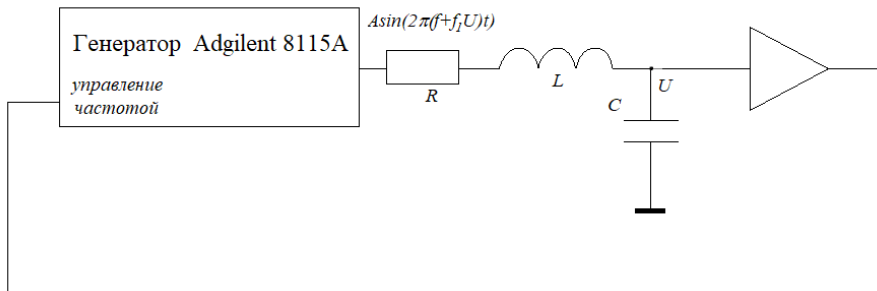 Asin(2π(f+f₁U)t)
Генератор Adgilent 8115A
управление
частотой
R
L
C
U